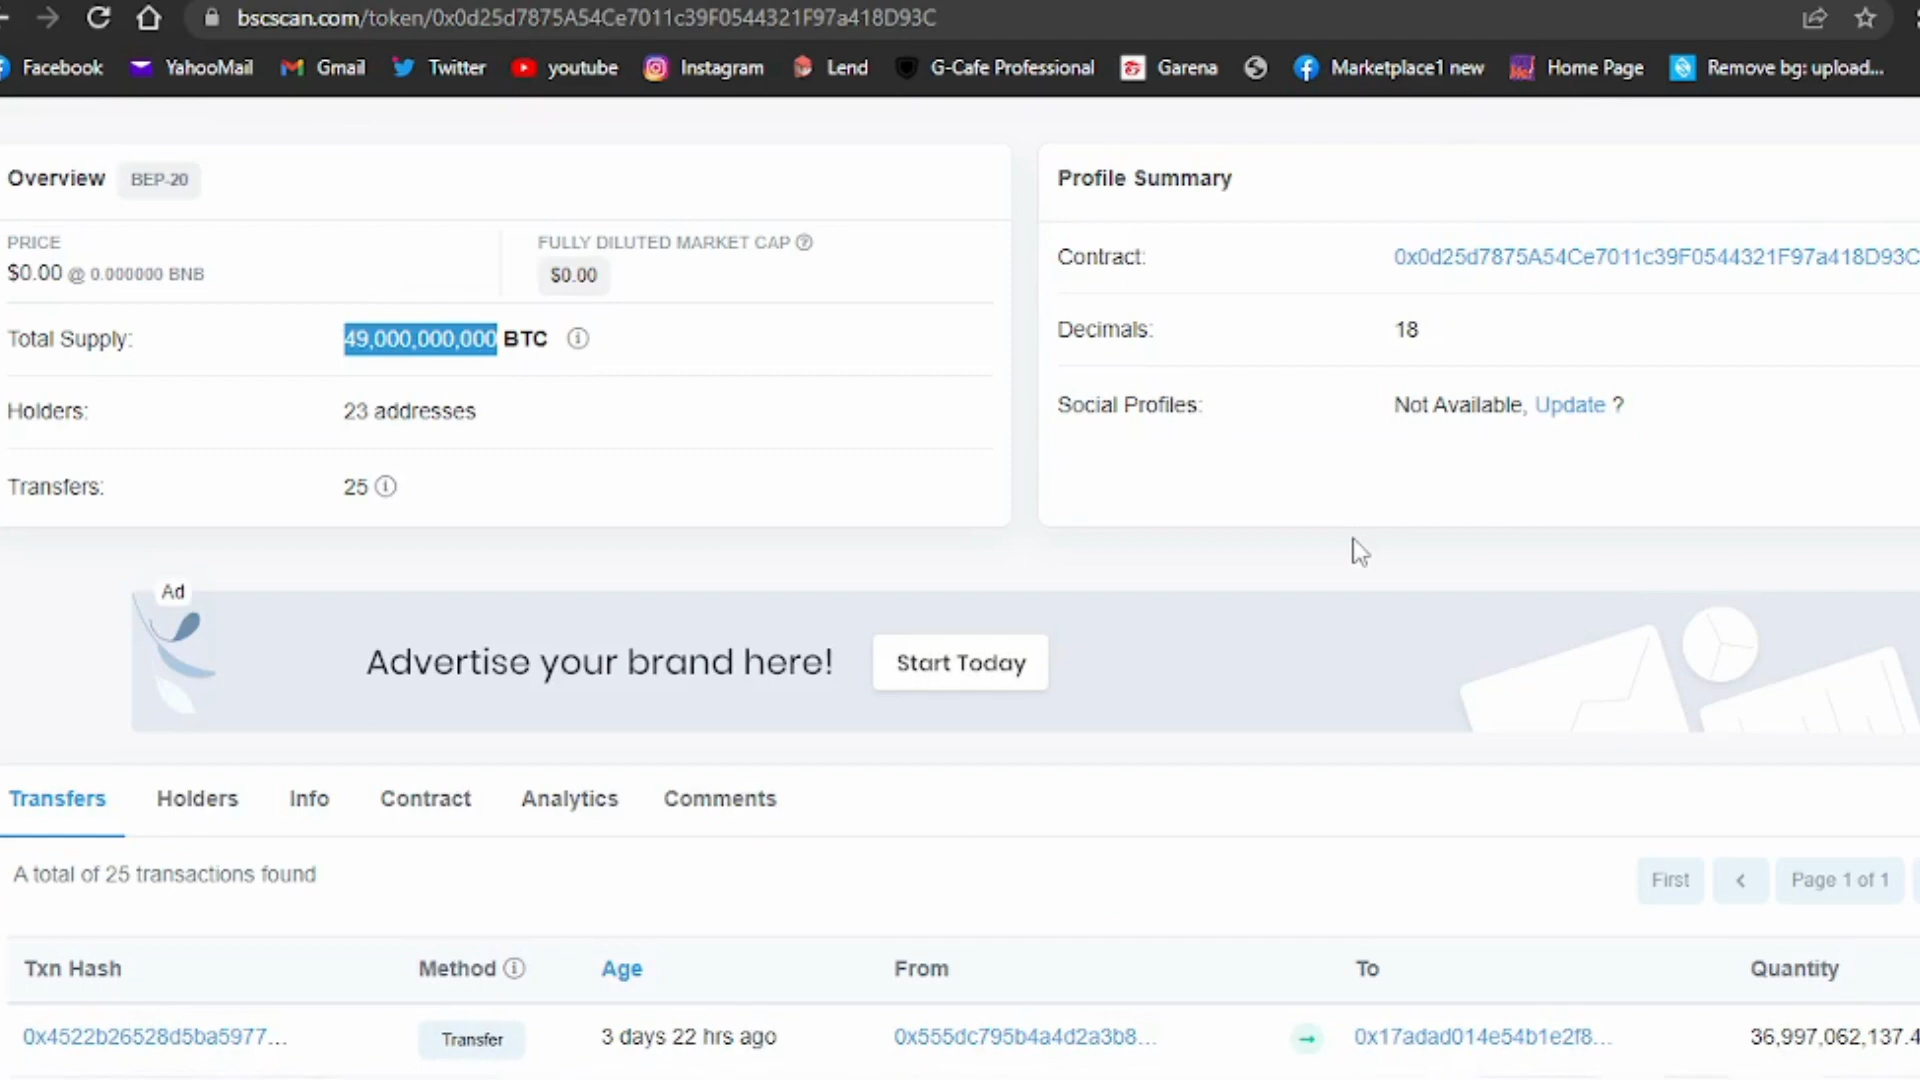 bscscan.com/token/0x0d25d7875A54Ce7011c39F0544321F97a418D93C
Facebook YahooMail Gmail Twitter youtube Instagram Lend G-Cafe Professional Garena Marketplace1 new Home Page Remove bg: upload...
Overview BEP-20
PRICE
$0.00 @ 0.000000 BNB
FULLY DILUTED MARKET CAP
$0.00
Total Supply: 49,000,000,000 BTC
Holders: 23 addresses
Transfers: 25
Profile Summary
Contract: 0x0d25d7875A54Ce7011c39F0544321F97a418D93C
Decimals: 18
Social Profiles: Not Available, Update ?
Ad
Advertise your brand here! Start Today
Transfers Holders Info Contract Analytics Comments
A total of 25 transactions found
First Page 1 of 1
Txn Hash Method Age From To Quantity
0x4522b26528d5ba5977... Transfer 3 days 22 hrs ago 0x555dc795b4a4d2a3b8... 0x17adad014e54b1e2f8... 36,997,062,137.4